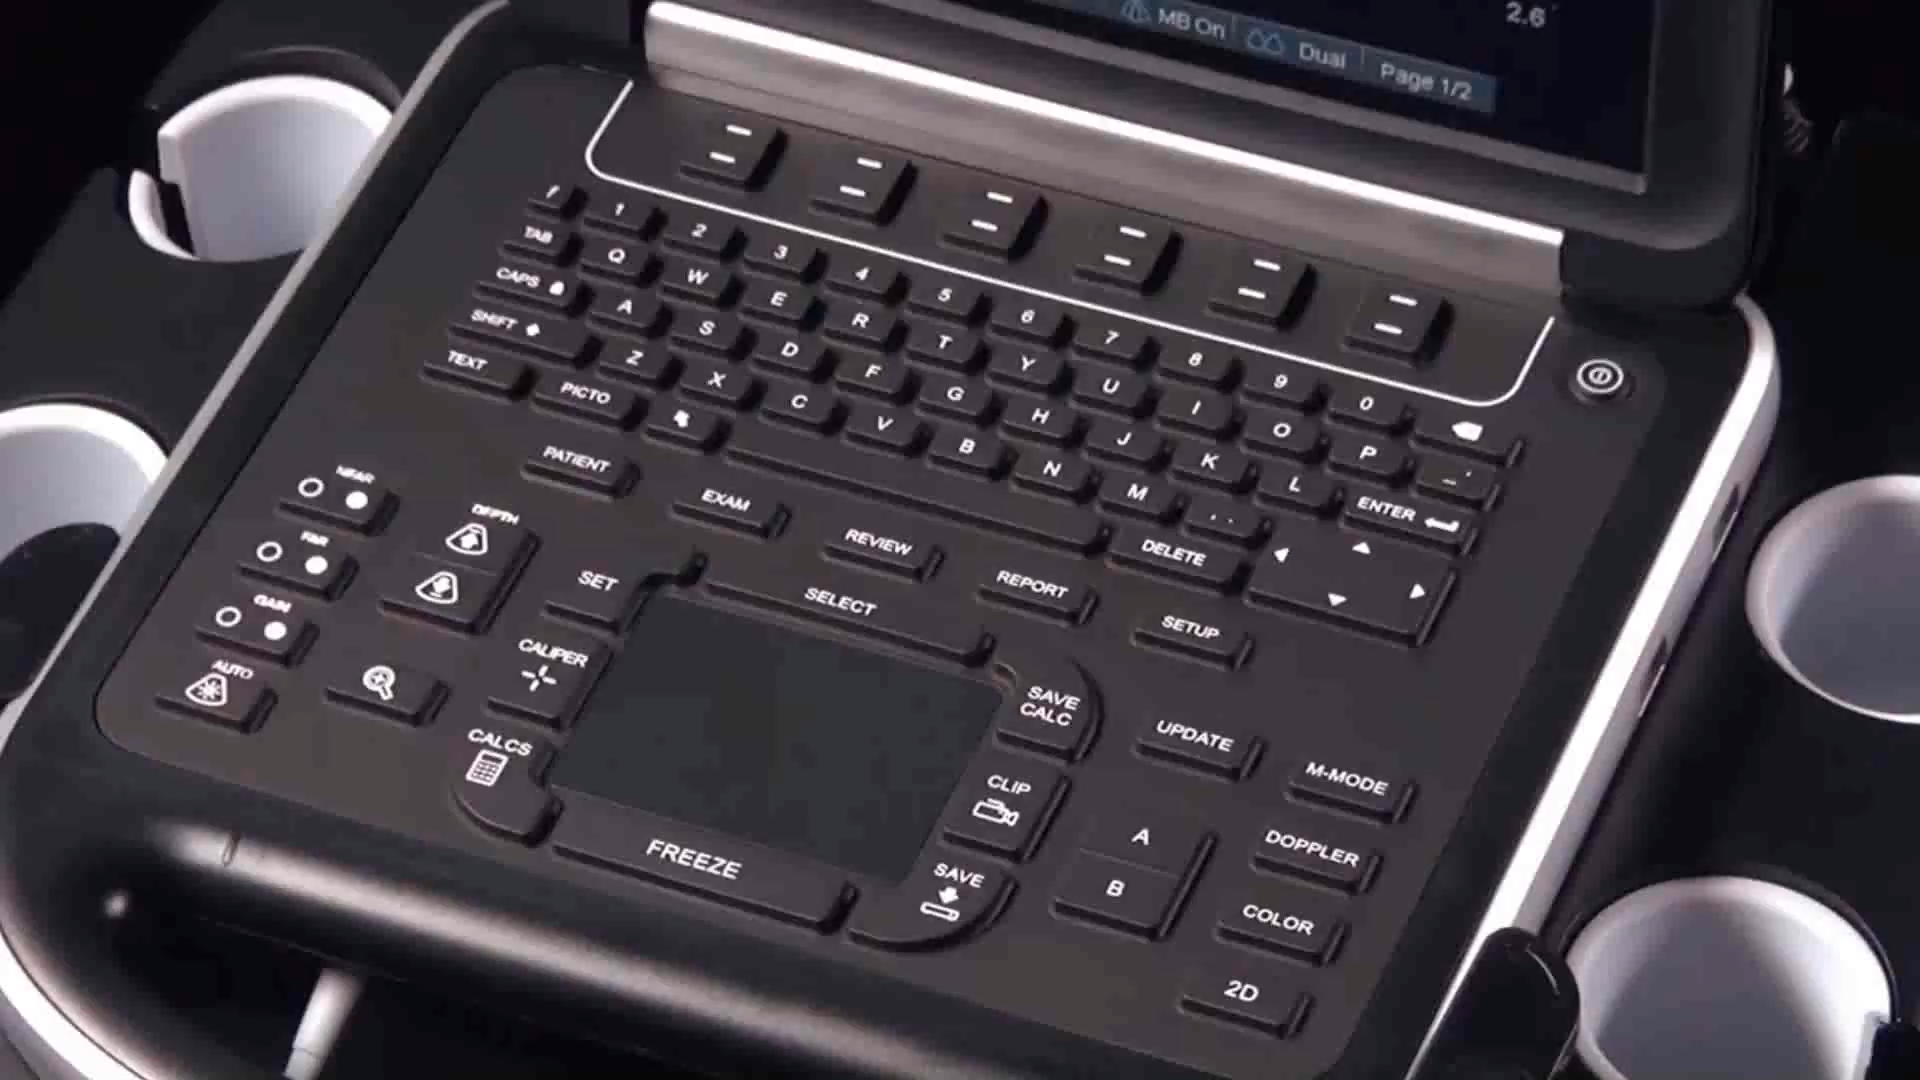 2.6
MB On Dual Page 1/2
1 2 3 4 5 6 7 8 9 0
TAB Q W E R T Y U I O P
CAPS A S D F G H J K L ENTER
SHIFT Z X C V B N M
TEXT PICTO DELETE
PATIENT EXAM REVIEW REPORT SETUP
NEAR
FAR
GAIN
AUTO
DEPTH
SET
SELECT
CALIPER
CALCS
FREEZE
SAVE
CALC
CLIP
SAVE
UPDATE
M-MODE
A
B
DOPPLER
COLOR
2D